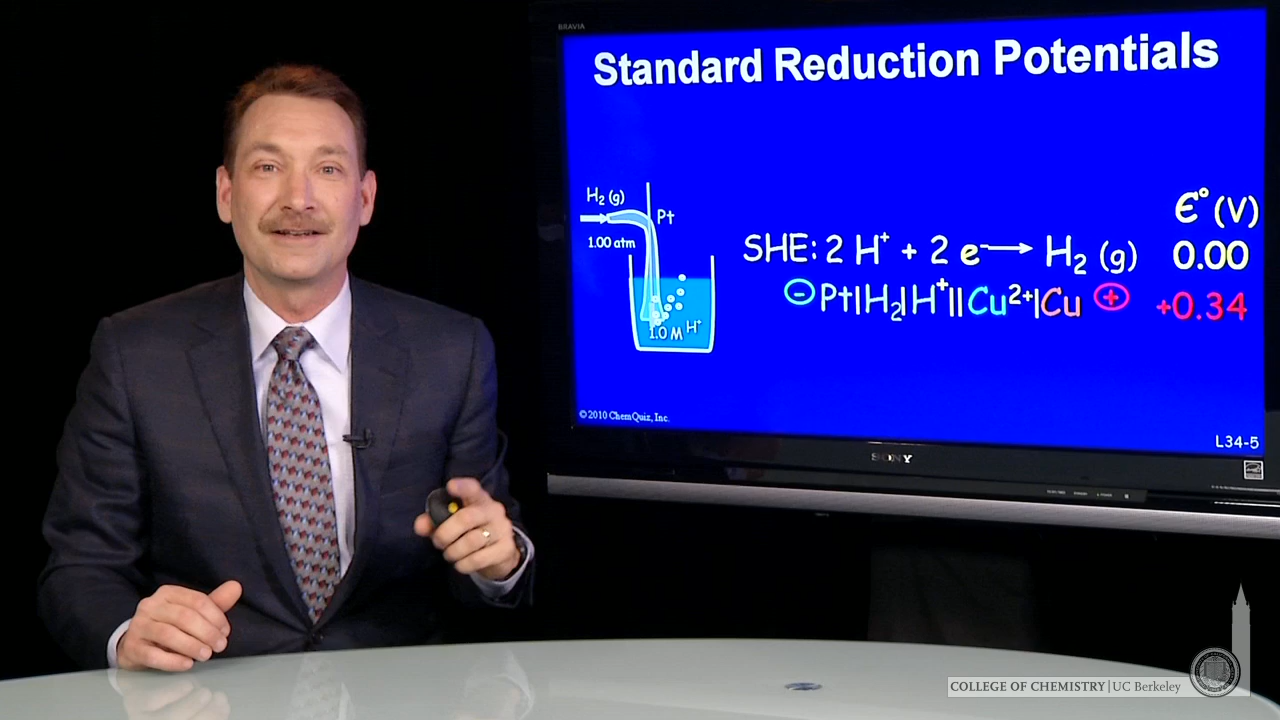 BRAVIA
Standard Reduction Potentials
H₂ (g)
Pt
1.00 atm
1.0 M H⁺
ε° (V)
SHE: 2 H⁺ + 2 e⁻ → H₂ (g) 0.00
⊖ Pt|H₂|H⁺||Cu²⁺|Cu ⊕ +0.34
© 2010 ChemQuiz, Inc.
L34-5
SONY
COLLEGE OF CHEMISTRY | UC Berkeley